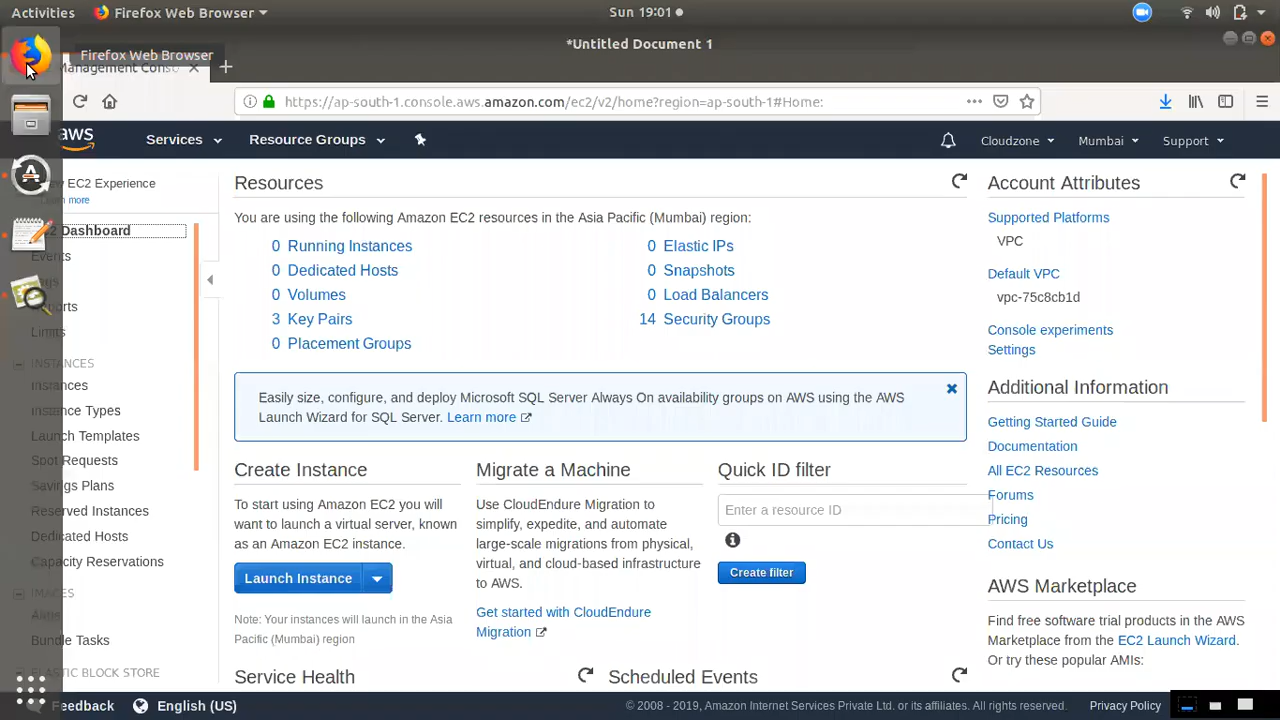 Activities Firefox Web Browser Sun 19:01
*Untitled Document 1
Firefox Web Browser
Management Conso
https://ap-south-1.console.aws.amazon.com/ec2/v2/home?region=ap-south-1#Home:
aws Services Resource Groups Cloudzone Mumbai Support
EC2 Experience
more
Dashboard
Events
Limits
INSTANCES
Instances
Instance Types
Launch Templates
Spot Requests
Savings Plans
Reserved Instances
Dedicated Hosts
Capacity Reservations
IMAGES
AMIs
Bundle Tasks
ELASTIC BLOCK STORE
Resources
You are using the following Amazon EC2 resources in the Asia Pacific (Mumbai) region:
0 Running Instances
0 Elastic IPs
0 Dedicated Hosts
0 Snapshots
0 Volumes
0 Load Balancers
3 Key Pairs
14 Security Groups
0 Placement Groups
Easily size, configure, and deploy Microsoft SQL Server Always On availability groups on AWS using the AWS
Launch Wizard for SQL Server. Learn more
Create Instance
To start using Amazon EC2 you will
want to launch a virtual server, known
as an Amazon EC2 instance.
Launch Instance
Note: Your instances will launch in the Asia
Pacific (Mumbai) region
Migrate a Machine
Use CloudEndure Migration to
simplify, expedite, and automate
large-scale migrations from physical,
virtual, and cloud-based infrastructure
to AWS.
Get started with CloudEndure
Migration
Quick ID filter
Enter a resource ID
Create filter
Service Health
Scheduled Events
Account Attributes
Supported Platforms
VPC
Default VPC
vpc-75c8cb1d
Console experiments
Settings
Additional Information
Getting Started Guide
Documentation
All EC2 Resources
Forums
Pricing
Contact Us
AWS Marketplace
Find free software trial products in the AWS
Marketplace from the EC2 Launch Wizard.
Or try these popular AMIs:
Feedback English (US) © 2008 - 2019, Amazon Internet Services Private Ltd. or its affiliates. All rights reserved. Privacy Policy